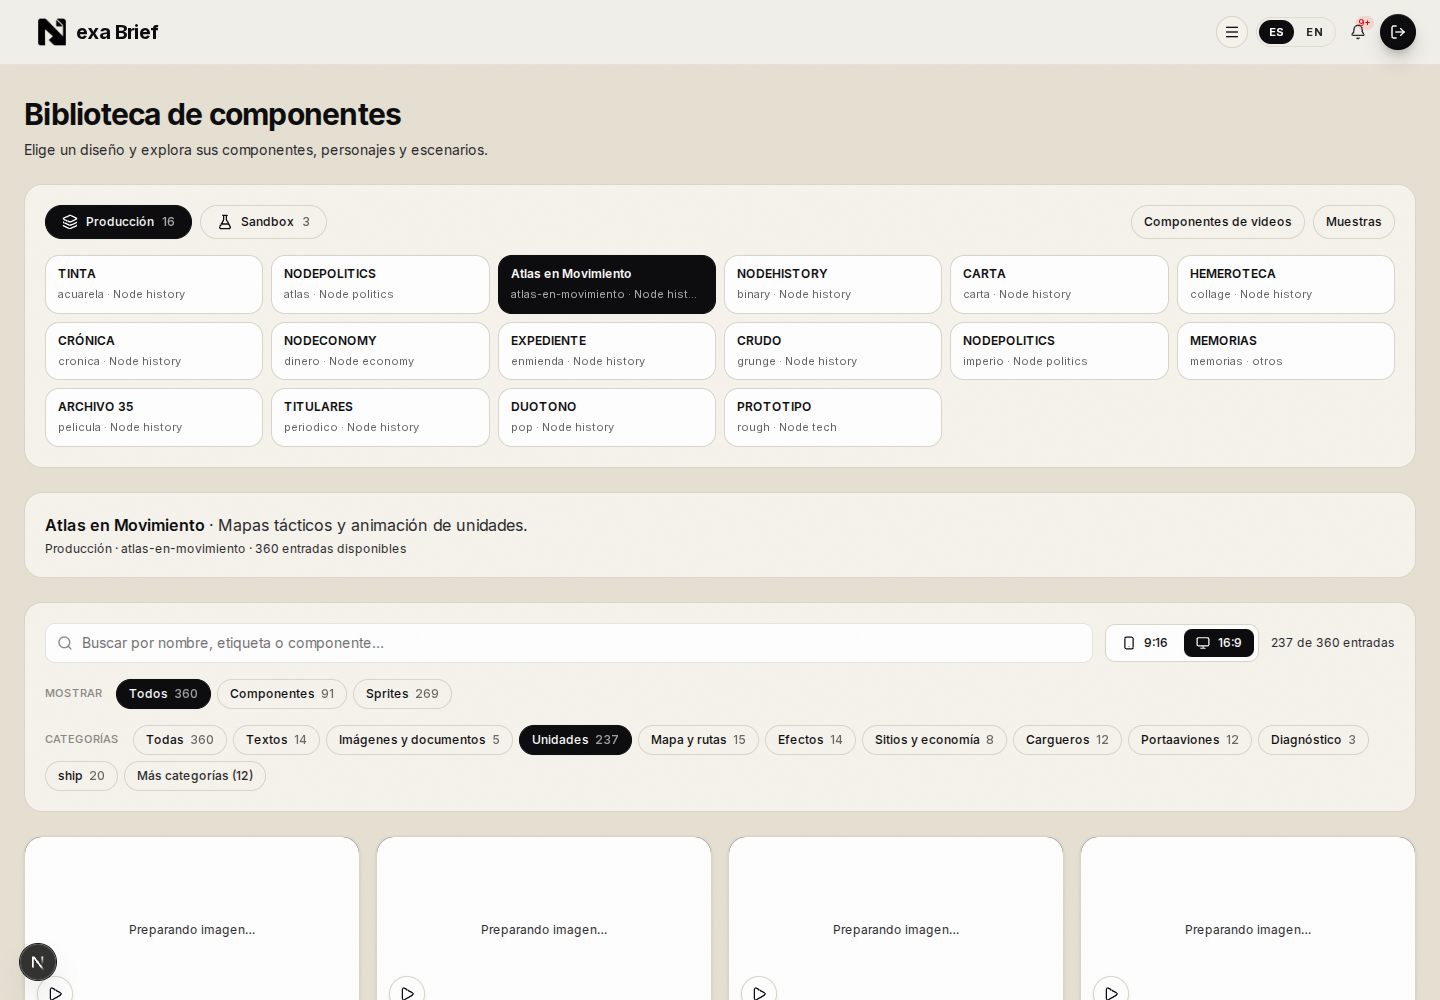 exa Brief
ES EN
9+
Biblioteca de componentes
Elige un diseño y explora sus componentes, personajes y escenarios.
Producción 16 Sandbox 3 Componentes de videos Muestras
TINTA
acuarela · Node history
NODEPOLITICS
atlas · Node politics
Atlas en Movimiento
atlas-en-movimiento · Node hist...
NODEHISTORY
binary · Node history
CARTA
carta · Node history
HEMEROTECA
collage · Node history
CRÓNICA
cronica · Node history
NODECONOMY
dinero · Node economy
EXPEDIENTE
enmienda · Node history
CRUDO
grunge · Node history
NODEPOLITICS
imperio · Node politics
MEMORIAS
memorias · otros
ARCHIVO 35
pelicula · Node history
TITULARES
periodico · Node history
DUOTONO
pop · Node history
PROTOTIPO
rough · Node tech
Atlas en Movimiento · Mapas tácticos y animación de unidades.
Producción · atlas-en-movimiento · 360 entradas disponibles
Buscar por nombre, etiqueta o componente... 9:16 16:9 237 de 360 entradas
MOSTRAR Todos 360 Componentes 91 Sprites 269
CATEGORÍAS Todas 360 Textos 14 Imágenes y documentos 5 Unidades 237 Mapa y rutas 15 Efectos 14 Sitios y economía 8 Cargueros 12 Portaaviones 12 Diagnóstico 3
ship 20 Más categorías (12)
Preparando imagen... Preparando imagen... Preparando imagen... Preparando imagen...